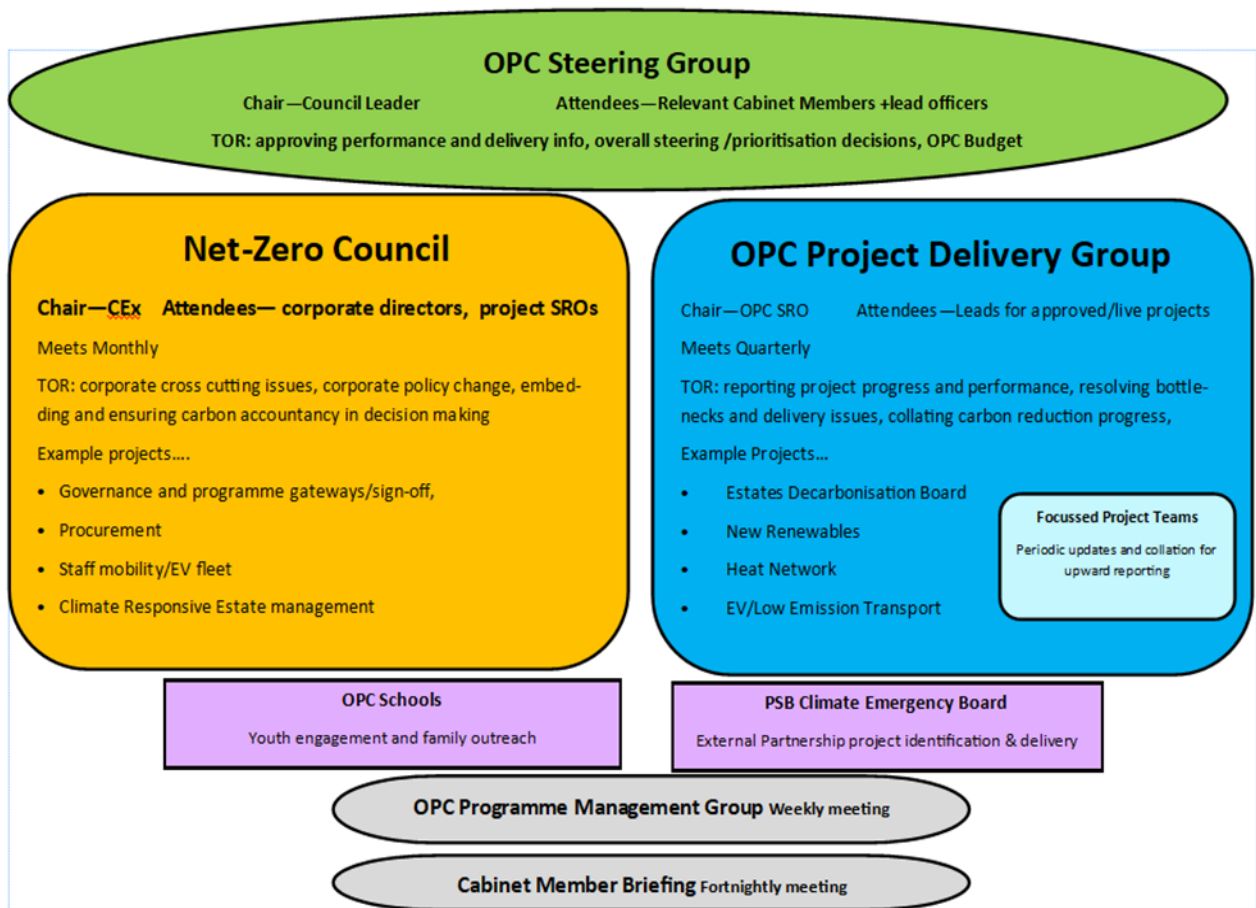 OPC Steering Group
Chair—Council Leader Attendees—Relevant Cabinet Members +lead officers
TOR: approving performance and delivery info, overall steering /prioritisation decisions, OPC Budget
Net-Zero Council
Chair—CEx Attendees— corporate directors, project SROs
Meets Monthly
TOR: corporate cross cutting issues, corporate policy change, embed-
ding and ensuring carbon accountancy in decision making
Example projects....
• Governance and programme gateways/sign-off,
• Procurement
• Staff mobility/EV fleet
• Climate Responsive Estate management
OPC Project Delivery Group
Chair—OPC SRO Attendees—Leads for approved/live projects
Meets Quarterly
TOR: reporting project progress and performance, resolving bottle-
necks and delivery issues, collating carbon reduction progress,
Example Projects...
• Estates Decarbonisation Board
• New Renewables
• Heat Network
• EV/Low Emission Transport
Focussed Project Teams
Periodic updates and collation for
upward reporting
OPC Schools
Youth engagement and family outreach
PSB Climate Emergency Board
External Partnership project identification & delivery
OPC Programme Management Group Weekly meeting
Cabinet Member Briefing Fortnightly meeting